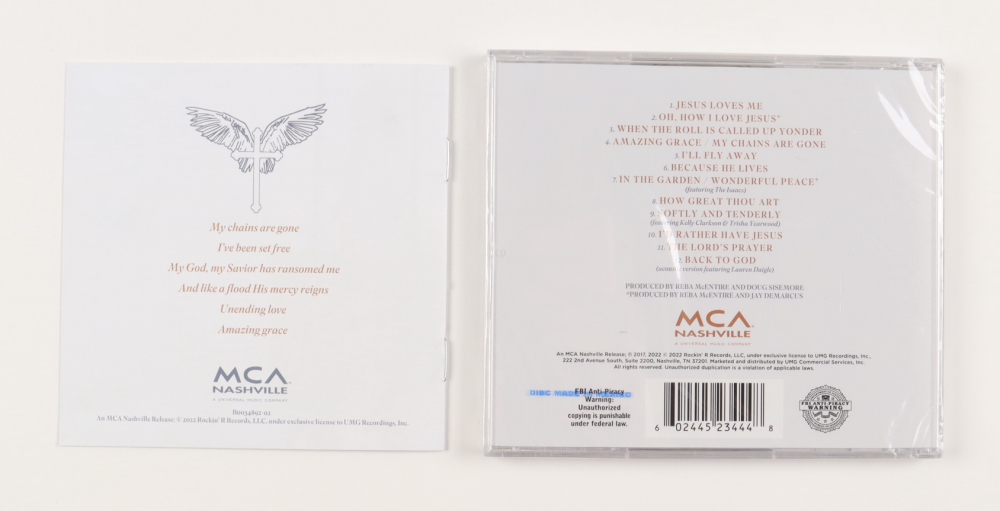 My chains are gone
I've been set free
My God, my Savior has ransomed me
And like a flood His mercy reigns
Unending love
Amazing grace
MCA
NASHVILLE
A UNIVERSAL MUSIC COMPANY
B0034892-02
An MCA Nashville Release; © 2022 Rockin' R Records, LLC, under exclusive license to UMG Recordings, Inc.
1. JESUS LOVES ME
2. OH, HOW I LOVE JESUS*
3. WHEN THE ROLL IS CALLED UP YONDER
4. AMAZING GRACE / MY CHAINS ARE GONE
5. I'LL FLY AWAY
6. BECAUSE HE LIVES
7. IN THE GARDEN / WONDERFUL PEACE*
(featuring The Isaacs)
8. HOW GREAT THOU ART
9. SOFTLY AND TENDERLY
(featuring Kelly Clarkson & Trisha Yearwood)
10. I'D RATHER HAVE JESUS
11. THE LORD'S PRAYER
12. BACK TO GOD
(acoustic version featuring Lauren Daigle)
PRODUCED BY REBA McENTIRE AND DOUG SISEMORE
*PRODUCED BY REBA McENTIRE AND JAY DEMARCUS
MCA
NASHVILLE
A UNIVERSAL MUSIC COMPANY
An MCA Nashville Release; ℗ 2017, 2022 © 2022 Rockin' R Records, LLC, under exclusive license to UMG Recordings, Inc.,
222 2nd Avenue South, Suite 2200, Nashville, TN 37201. Marketed and distributed by UMG Commercial Services, Inc.
All rights reserved. Unauthorized duplication is a violation of applicable laws.
DISC MADE IN MEXICO
FBI Anti-Piracy
Warning:
Unauthorized
copying is punishable
under federal law.
6 02445 23444 8
FBI ANTI-PIRACY
WARNING